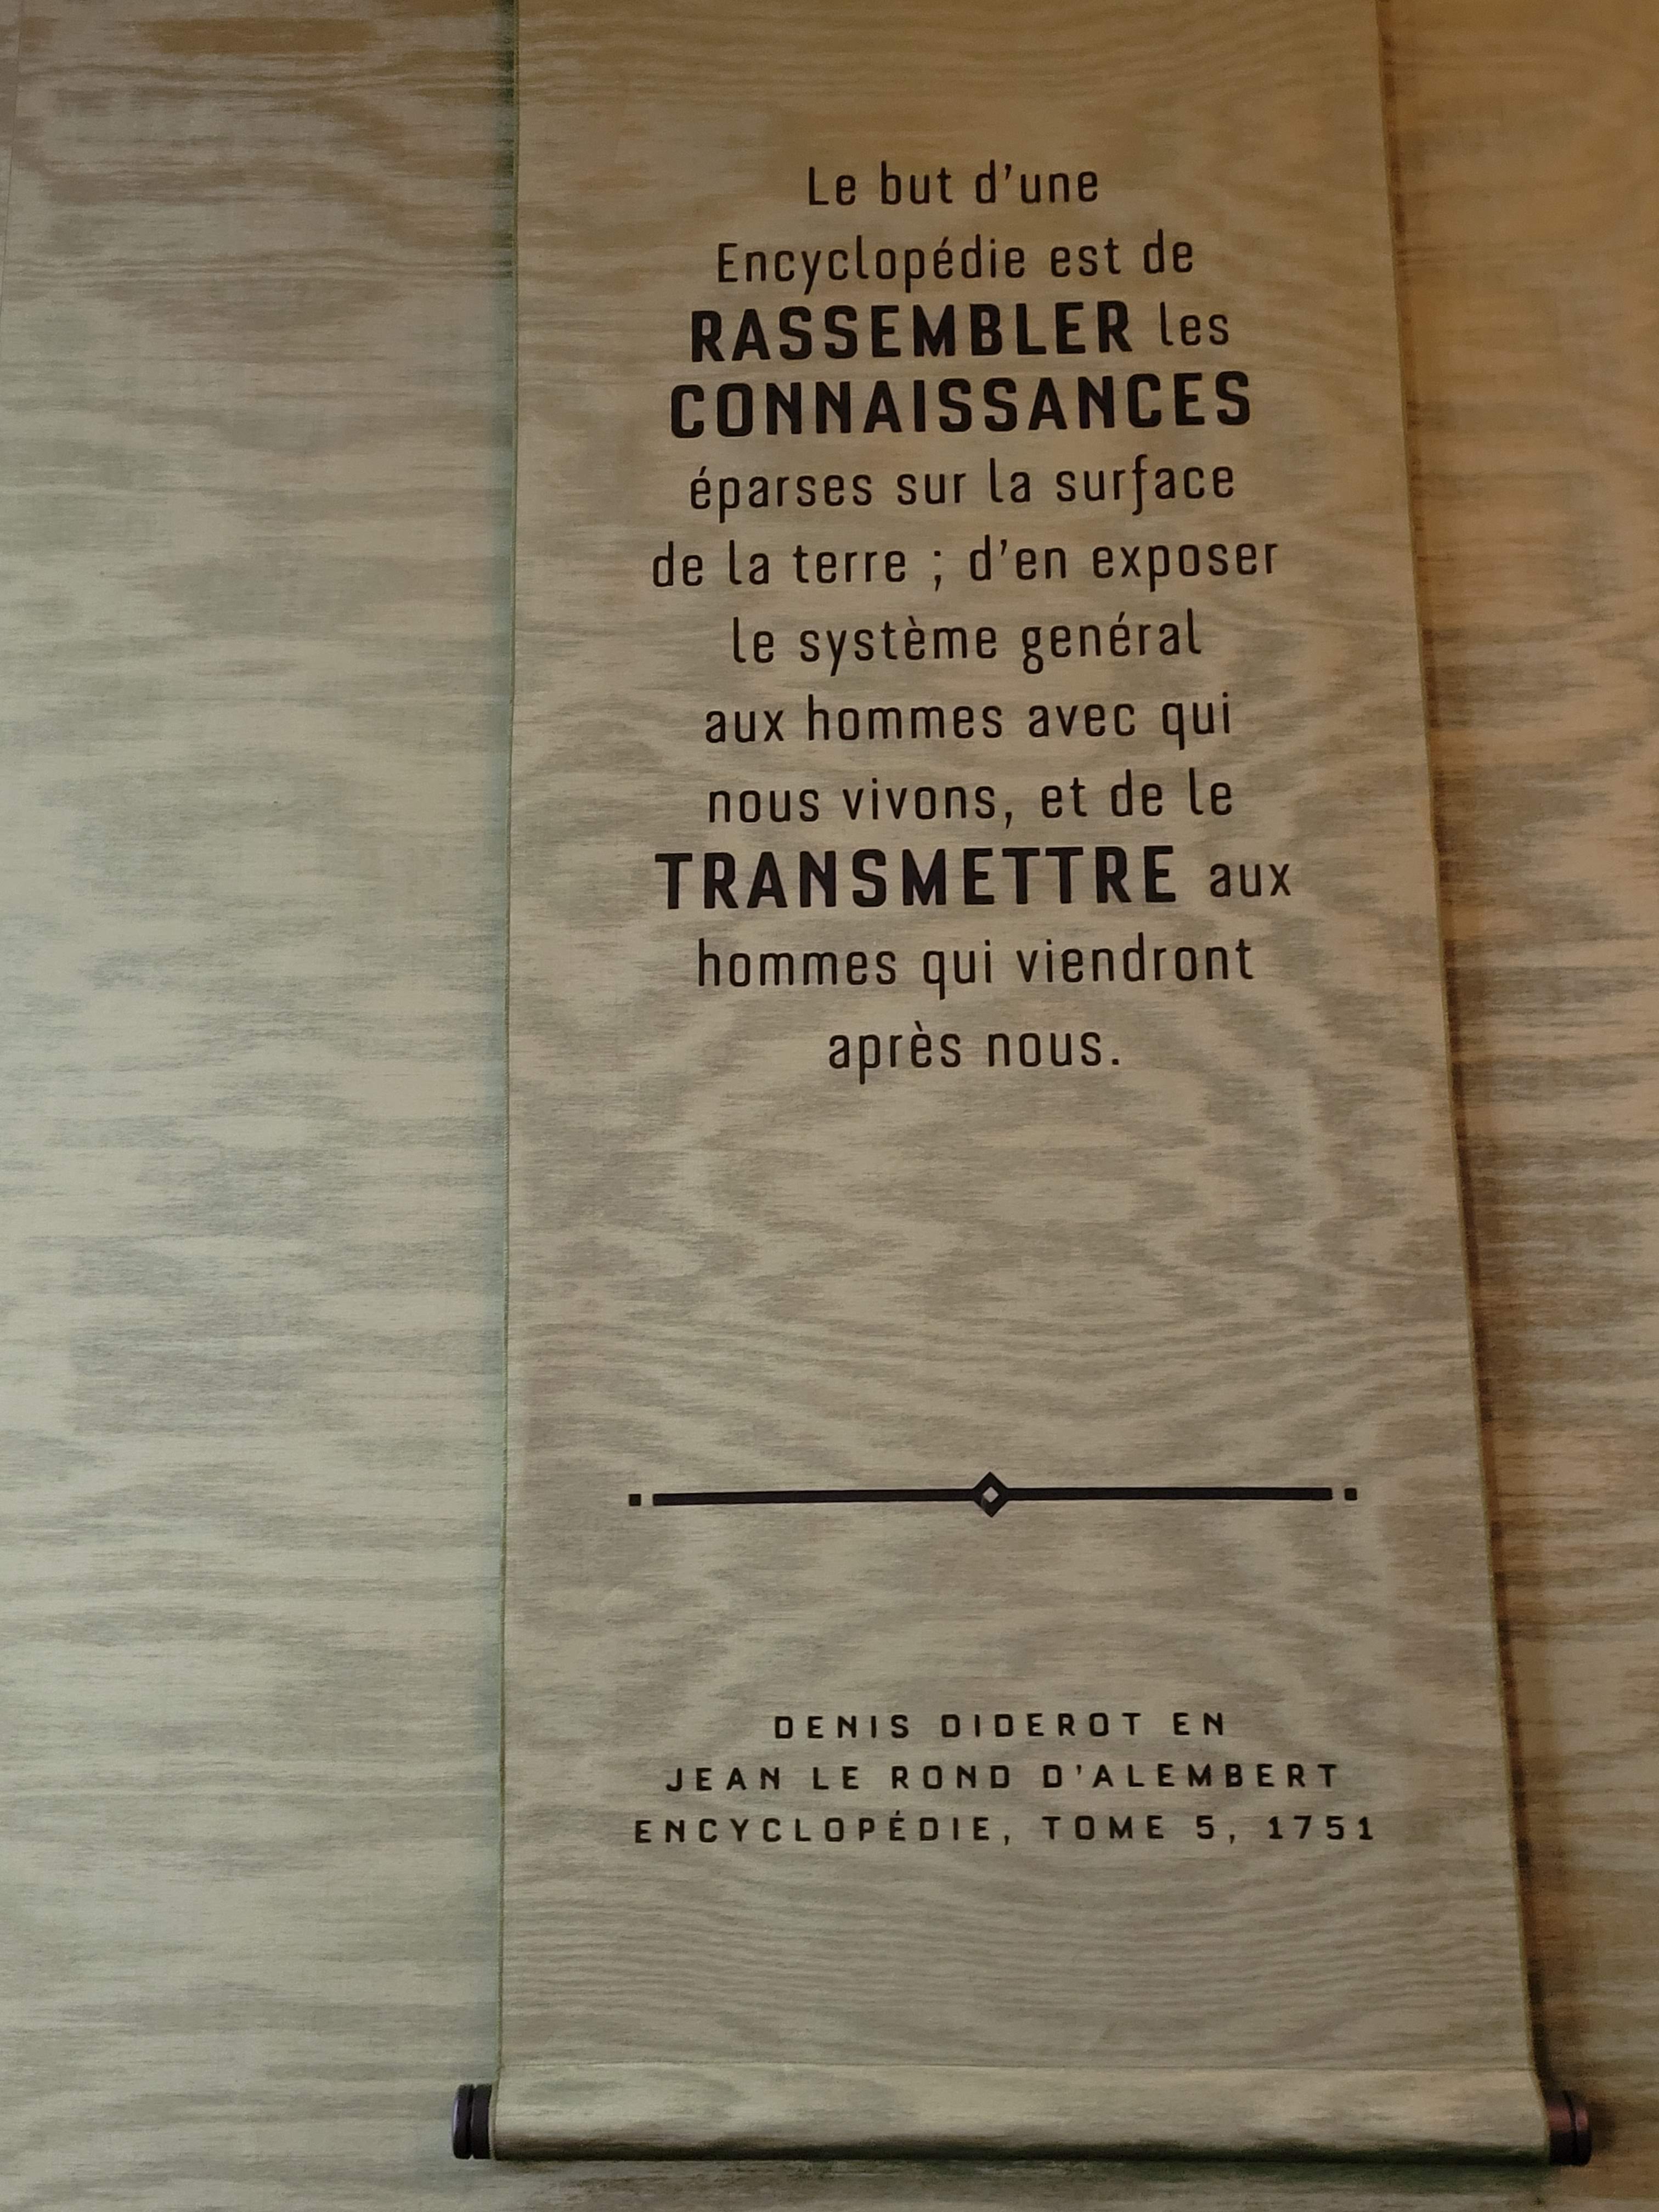 Le but d'une
Encyclopédie est de
RASSEMBLER les
CONNAISSANCES
éparses sur la surface
de la terre ; d'en exposer
le système genéral
aux hommes avec qui
nous vivons, et de le
TRANSMETTRE aux
hommes qui viendront
après nous.
DENIS DIDEROT EN
JEAN LE ROND D'ALEMBERT
ENCYCLOPÉDIE, TOME 5, 1751